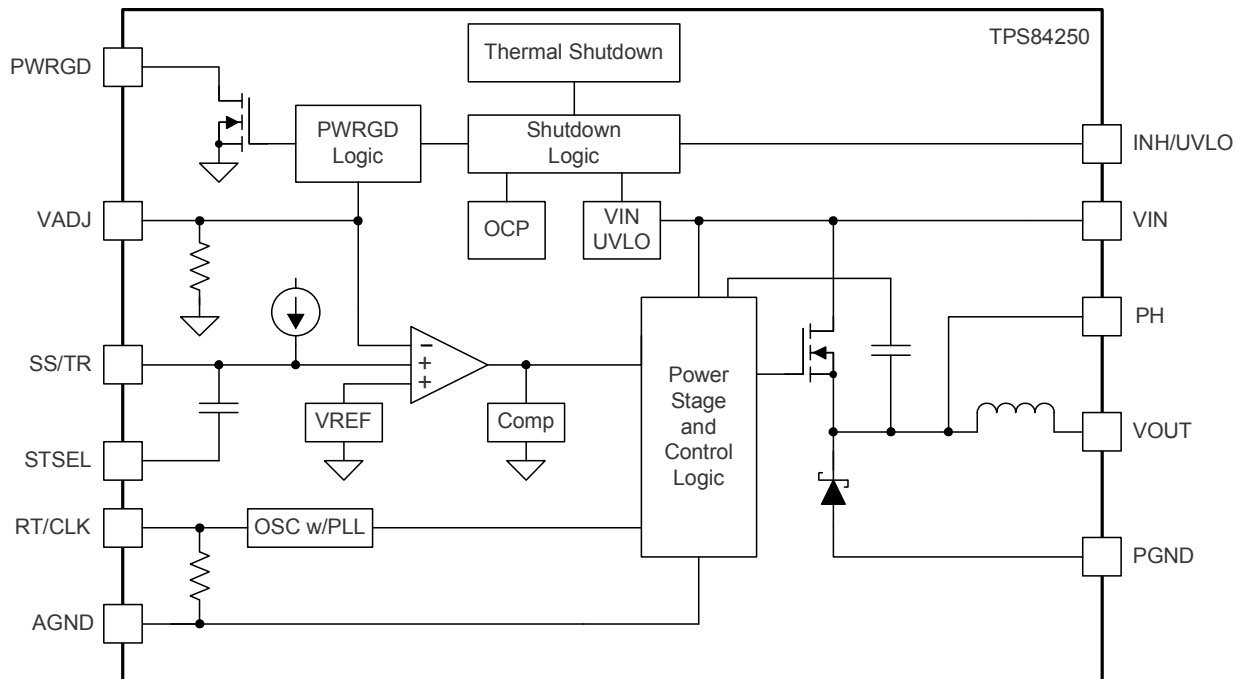 TPS84250
PWRGD
Thermal Shutdown
PWRGD
Logic
Shutdown
Logic
INH/UVLO
VADJ
OCP
VIN
UVLO
VIN
PH
SS/TR
−
+
+
VREF
Comp
Power
Stage
and
Control
Logic
VOUT
STSEL
RT/CLK
OSC w/PLL
PGND
AGND